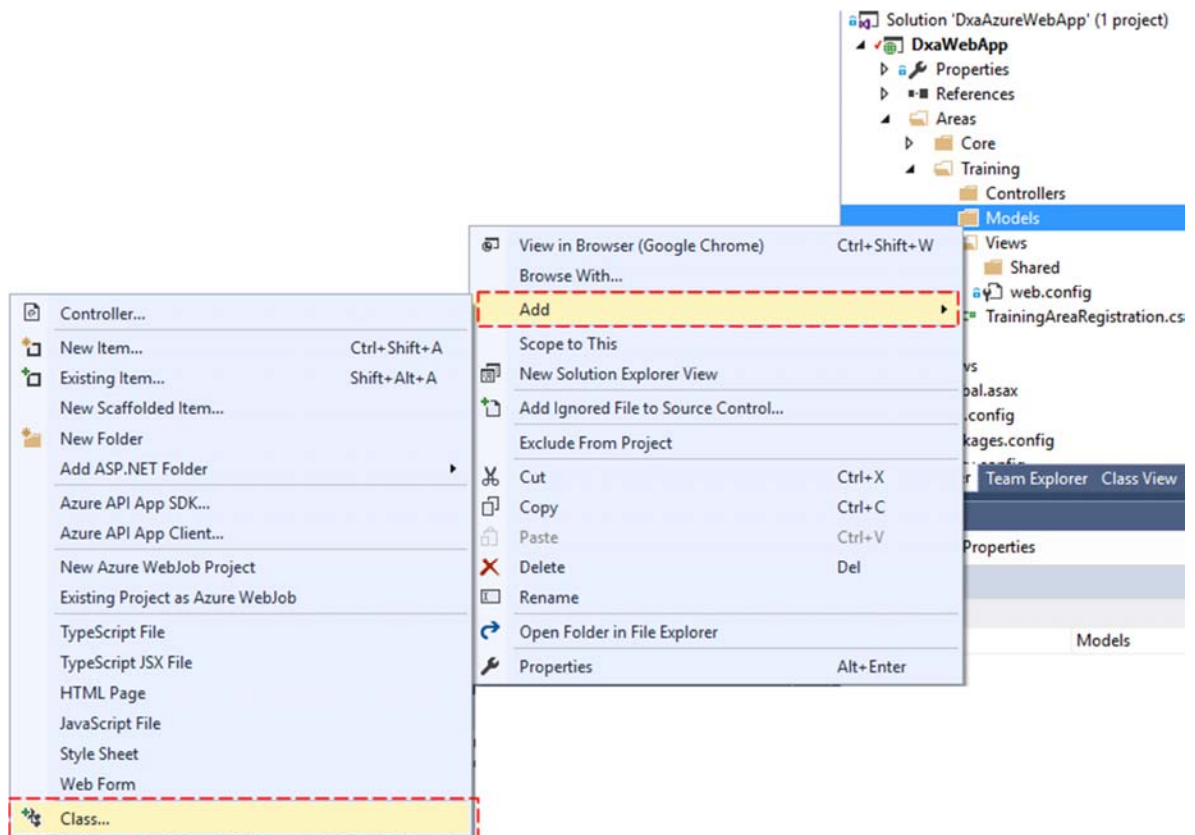 Solution 'DxaAzureWebApp' (1 project)
DxaWebApp
Properties
References
Areas
Core
Training
Controllers
Models
Views
Shared
web.config
TrainingAreaRegistration.cs
.asax
.config
.config
Team Explorer Class View
Properties
Models
View in Browser (Google Chrome) Ctrl+Shift+W
Browse With...
Add
Scope to This
New Solution Explorer View
Add Ignored File to Source Control...
Exclude From Project
Cut Ctrl+X
Copy Ctrl+C
Paste Ctrl+V
Delete Del
Rename
Open Folder in File Explorer
Properties Alt+Enter
Controller...
New Item... Ctrl+Shift+A
Existing Item... Shift+Alt+A
New Scaffolded Item...
New Folder
Add ASP.NET Folder
Azure API App SDK...
Azure API App Client...
New Azure WebJob Project
Existing Project as Azure WebJob
TypeScript File
TypeScript JSX File
HTML Page
JavaScript File
Style Sheet
Web Form
Class...